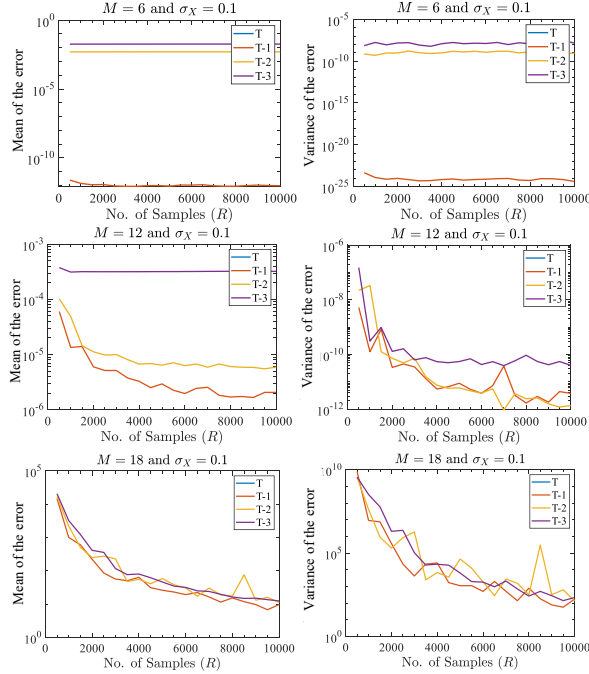 M = 6 and σX = 0.1
10^0
10^-5
10^-10
Mean of the error
0 2000 4000 6000 8000 10000
No. of Samples (R)
T
T-1
T-2
T-3
M = 6 and σX = 0.1
10^-5
10^-10
10^-15
10^-20
10^-25
Variance of the error
0 2000 4000 6000 8000 10000
No. of Samples (R)
T
T-1
T-2
T-3
M = 12 and σX = 0.1
10^-3
10^-4
10^-5
10^-6
Mean of the error
0 2000 4000 6000 8000 10000
No. of Samples (R)
T
T-1
T-2
T-3
M = 12 and σX = 0.1
10^-6
10^-8
10^-10
10^-12
Variance of the error
0 2000 4000 6000 8000 10000
No. of Samples (R)
T
T-1
T-2
T-3
M = 18 and σX = 0.1
10^5
10^0
Mean of the error
0 2000 4000 6000 8000 10000
No. of Samples (R)
T
T-1
T-2
T-3
M = 18 and σX = 0.1
10^10
10^5
10^0
Variance of the error
0 2000 4000 6000 8000 10000
No. of Samples (R)
T
T-1
T-2
T-3